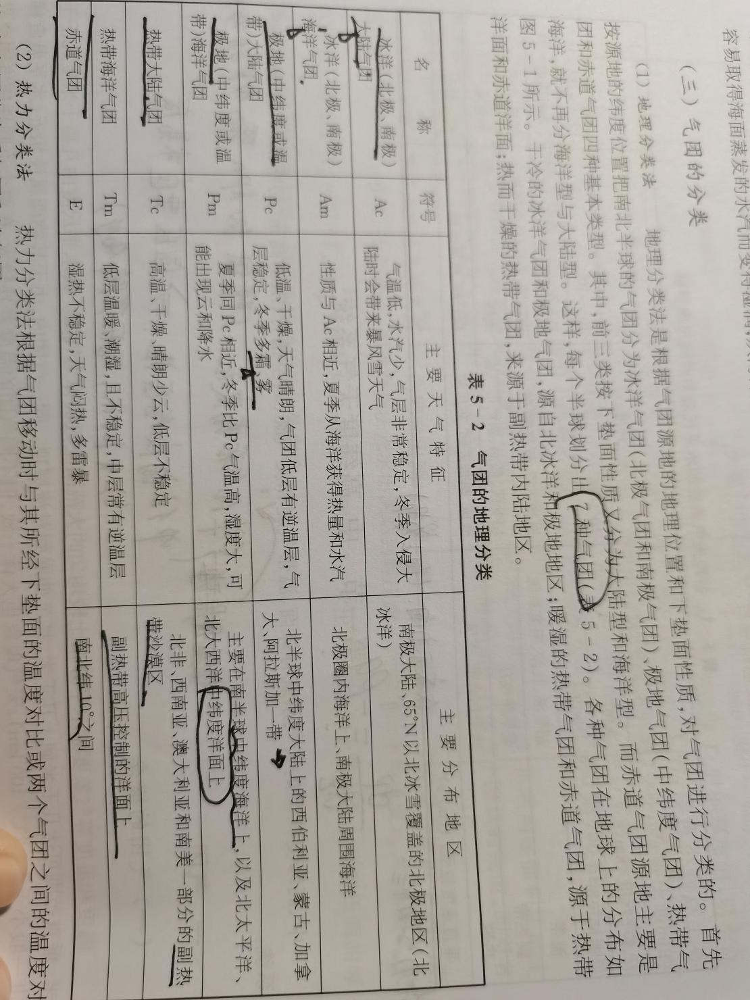 容易取得海面蒸发的水汽而变得湿润
(三)气团的分类
(1)地理分类法 地理分类法是根据气团源地的地理位置和下垫面性质,对气团进行分类的。首先
按源地的纬度位置把南北半球的气团分为冰洋气团(北极气团和南极气团)、极地气团(中纬度气团)、热带气
团和赤道气团四种基本类型。其中,前三类按下垫面性质又分为大陆型和海洋型。而赤道气团源地主要是
海洋,就不再分海洋型与大陆型。这样,每个半球划分出7种气团(表5-2)。各种气团在地球上的分布如
图5-1所示。干冷的冰洋气团和极地气团,源自北冰洋和极地地区;暖湿的热带气团和赤道气团,源于热带
洋面和赤道洋面;热而干燥的热带气团,来源于副热带内陆地区。
表5-2 气团的地理分类
名称 符号 主要天气特征 主要分布地区
冰洋(北极、南极)
大陆气团
Ac
气温低,水汽少,气层非常稳定,冬季入侵大
陆时会带来暴风雪天气
南极大陆、65°N以北冰雪覆盖的北极地区(北
冰洋)
冰洋(北极、南极)
海洋气团
Am
性质与Ac相近,夏季从海洋获得热量和水汽
北极圈内海洋上、南极大陆周围海洋
极地(中纬度或温
带)大陆气团
Pc
低温、干燥,天气晴朗,气团低层有逆温层,气
层稳定,冬季多霜、雾
北半球中纬度大陆上的西伯利亚、蒙古、加拿
大、阿拉斯加一带
极地(中纬度或温
带)海洋气团
Pm
夏季同Pc相近,冬季比Pc气温高,湿度大,可
能出现云和降水
主要在南半球中纬度海洋上,以及北太平洋、
北大西洋中纬度洋面上
热带大陆气团
Tc
高温、干燥、晴朗少云,低层不稳定
北非、西南亚、澳大利亚和南美一部分的副热
带沙漠区
热带海洋气团
Tm
低层温暖、潮湿,且不稳定,中层常有逆温层
副热带高压控制的洋面上
赤道气团
E
湿热不稳定,天气闷热,多雷暴
南北纬10°之间
(2)热力分类法 热力分类法根据气团移动时与其所经下垫面的温度对比或两个气团之间的温度对